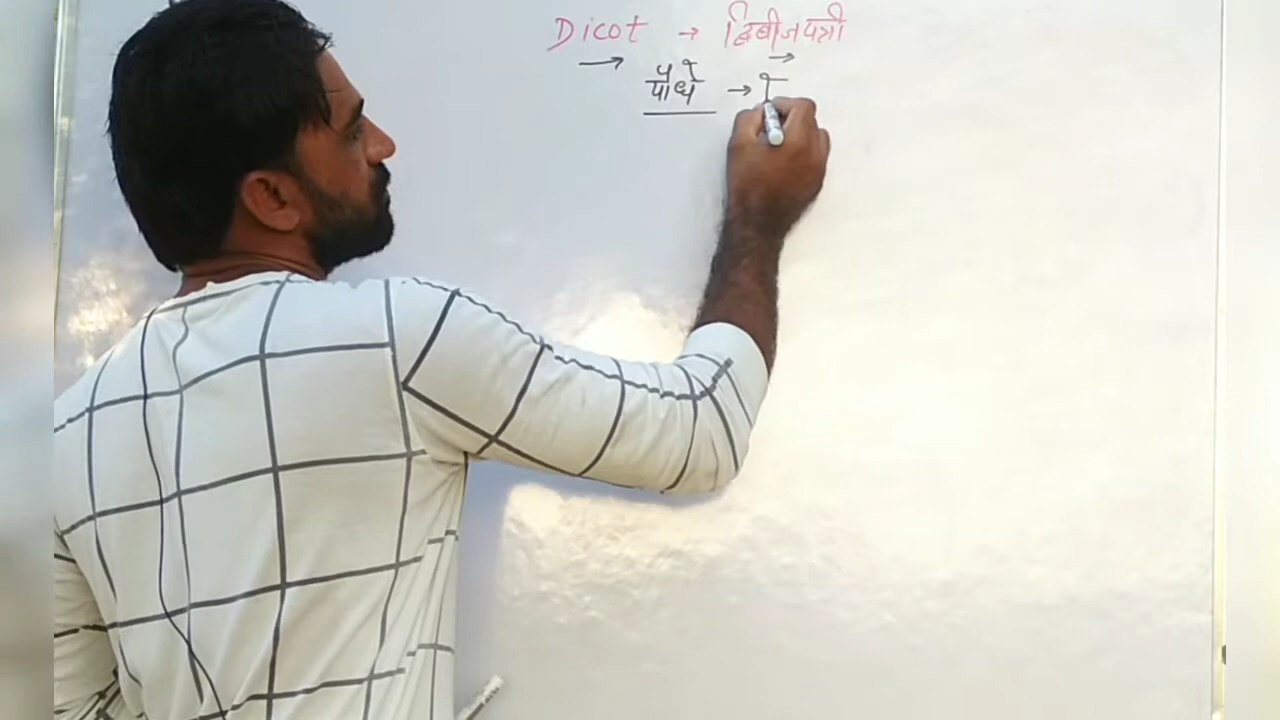 Dicot → द्विबीजपत्री
→ पौधे →